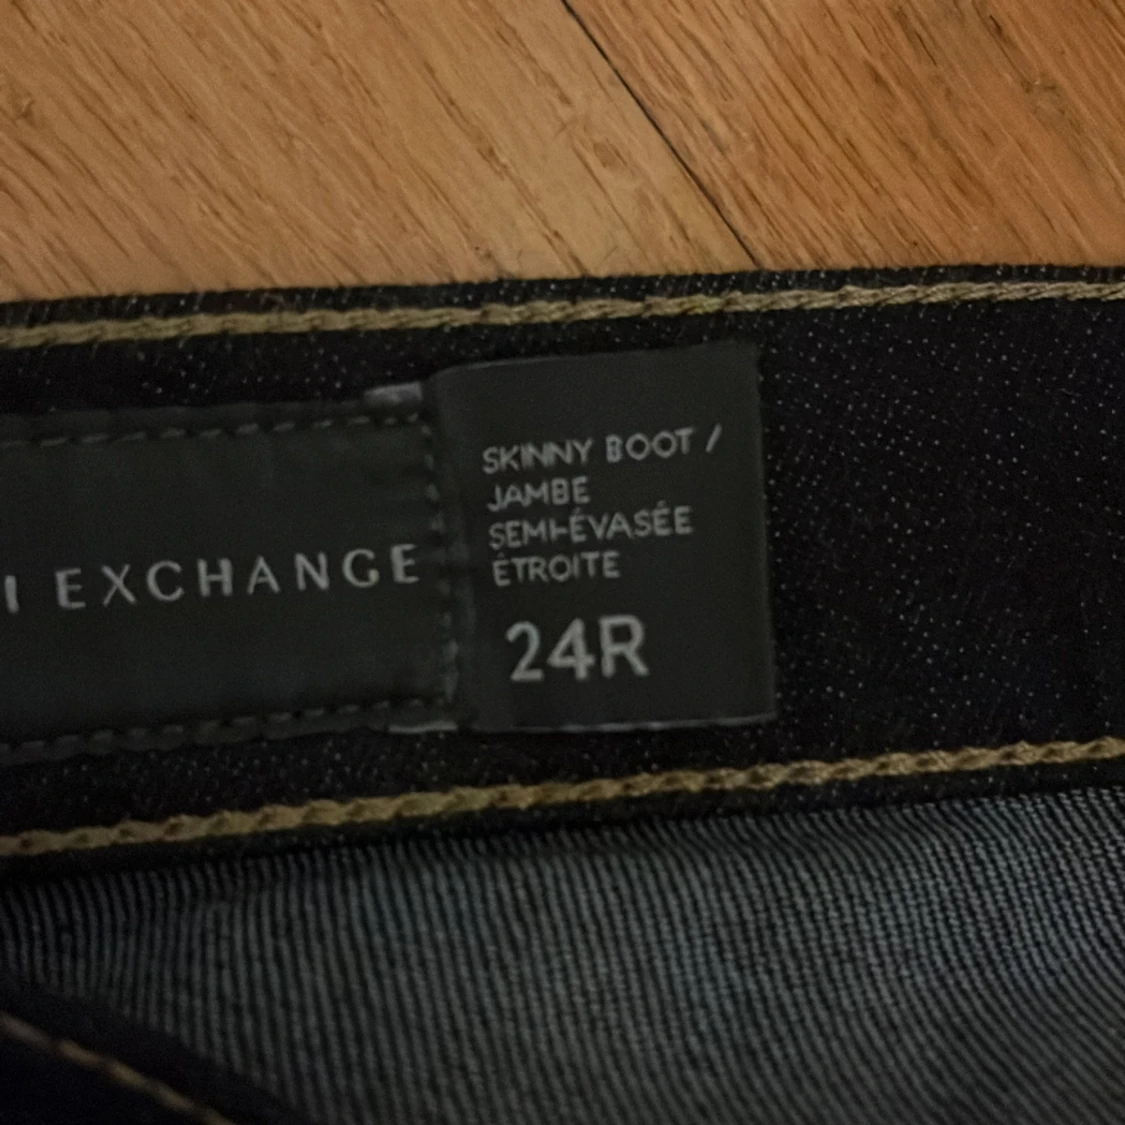 I EXCHANGE
SKINNY BOOT /
JAMBE
SEMI-ÉVASÉE
ÉTROITE
24R